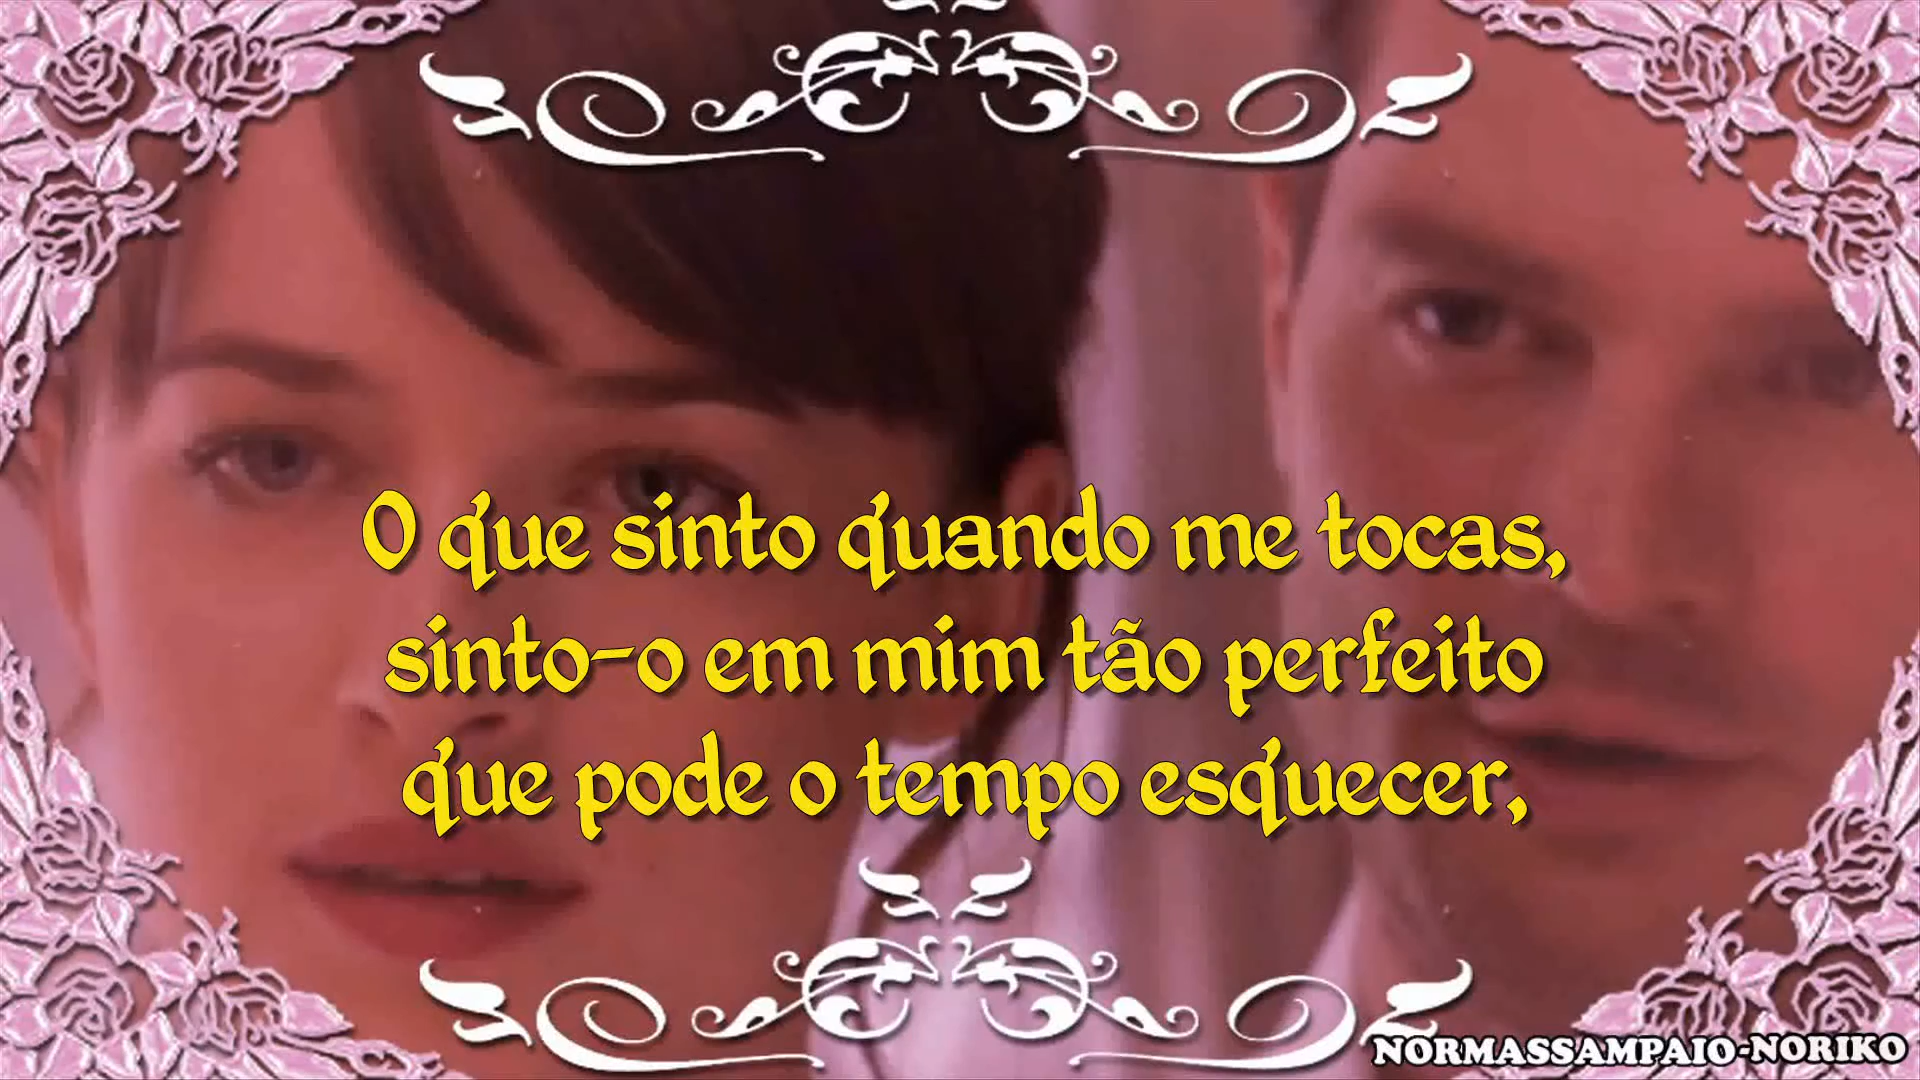 O que sinto quando me tocas,
sinto-o em mim tão perfeito
que pode o tempo esquecer,
NORMASSAMPAIO-NORIKO